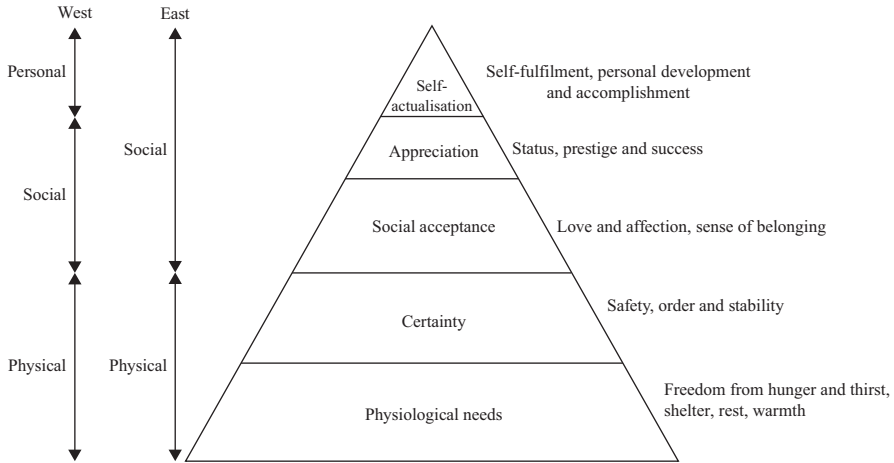 West
East
Personal
Social
Physical
Social
Physical
Self-
actualisation
Self-fulfilment, personal development
and accomplishment
Appreciation
Status, prestige and success
Social acceptance
Love and affection, sense of belonging
Certainty
Safety, order and stability
Physiological needs
Freedom from hunger and thirst,
shelter, rest, warmth